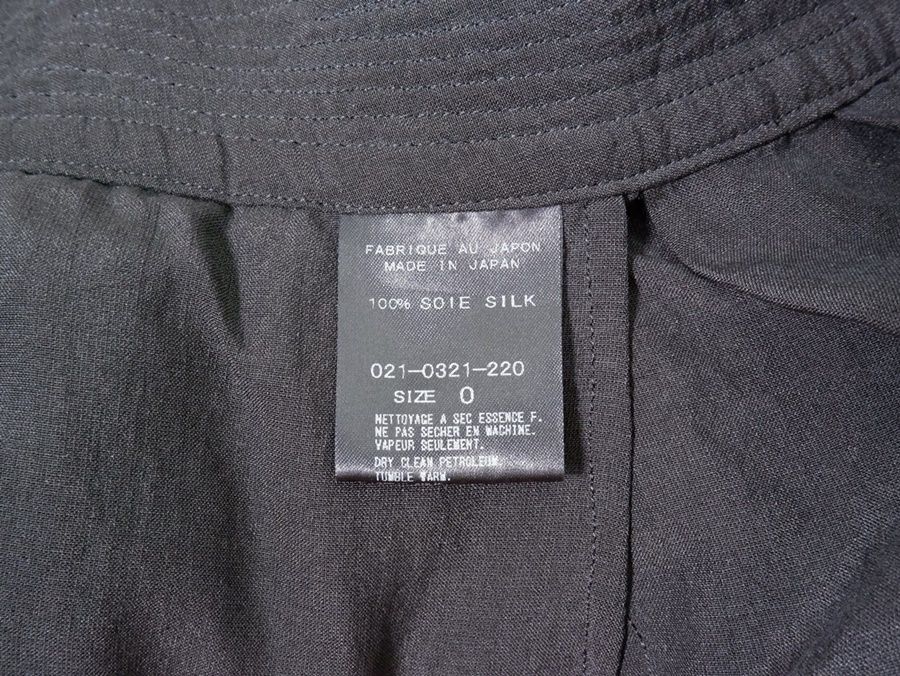 FABRIQUE AU JAPON
MADE IN JAPAN
100% SOIE SILK
021-0321-220
SIZE 0
NETTOYAGE A SEC ESSENCE F.
NE PAS SECHER EN MACHINE.
VAPEUR SEULEMENT.
DRY CLEAN PETROLEUM.
TUMBLE WARM.